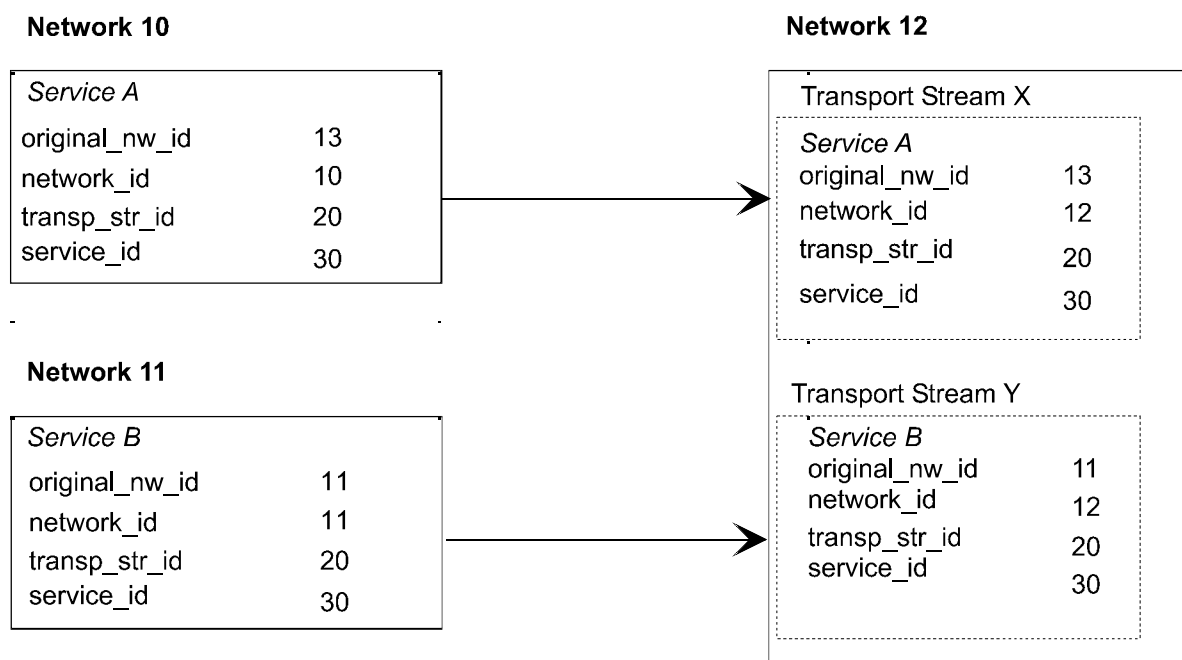 Network 10
Service A
original_nw_id 13
network_id 10
transp_str_id 20
service_id 30
Network 11
Service B
original_nw_id 11
network_id 11
transp_str_id 20
service_id 30
Network 12
Transport Stream X
Service A
original_nw_id 13
network_id 12
transp_str_id 20
service_id 30
Transport Stream Y
Service B
original_nw_id 11
network_id 12
transp_str_id 20
service_id 30